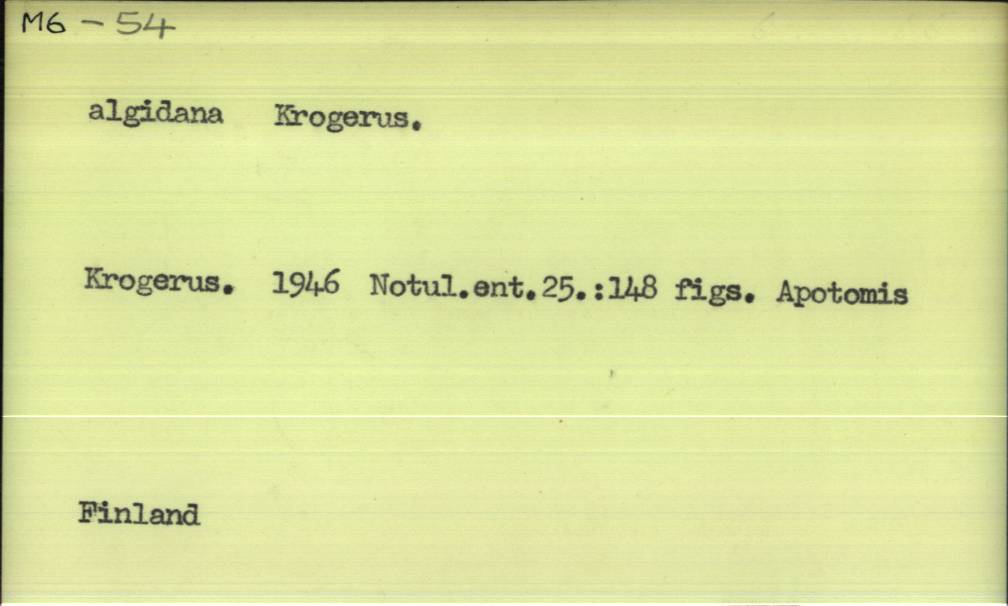 M6 - 54
algidana Krogerus.
Krogerus. 1946 Notul.ent.25.:148 figs. Apotomis
Finland